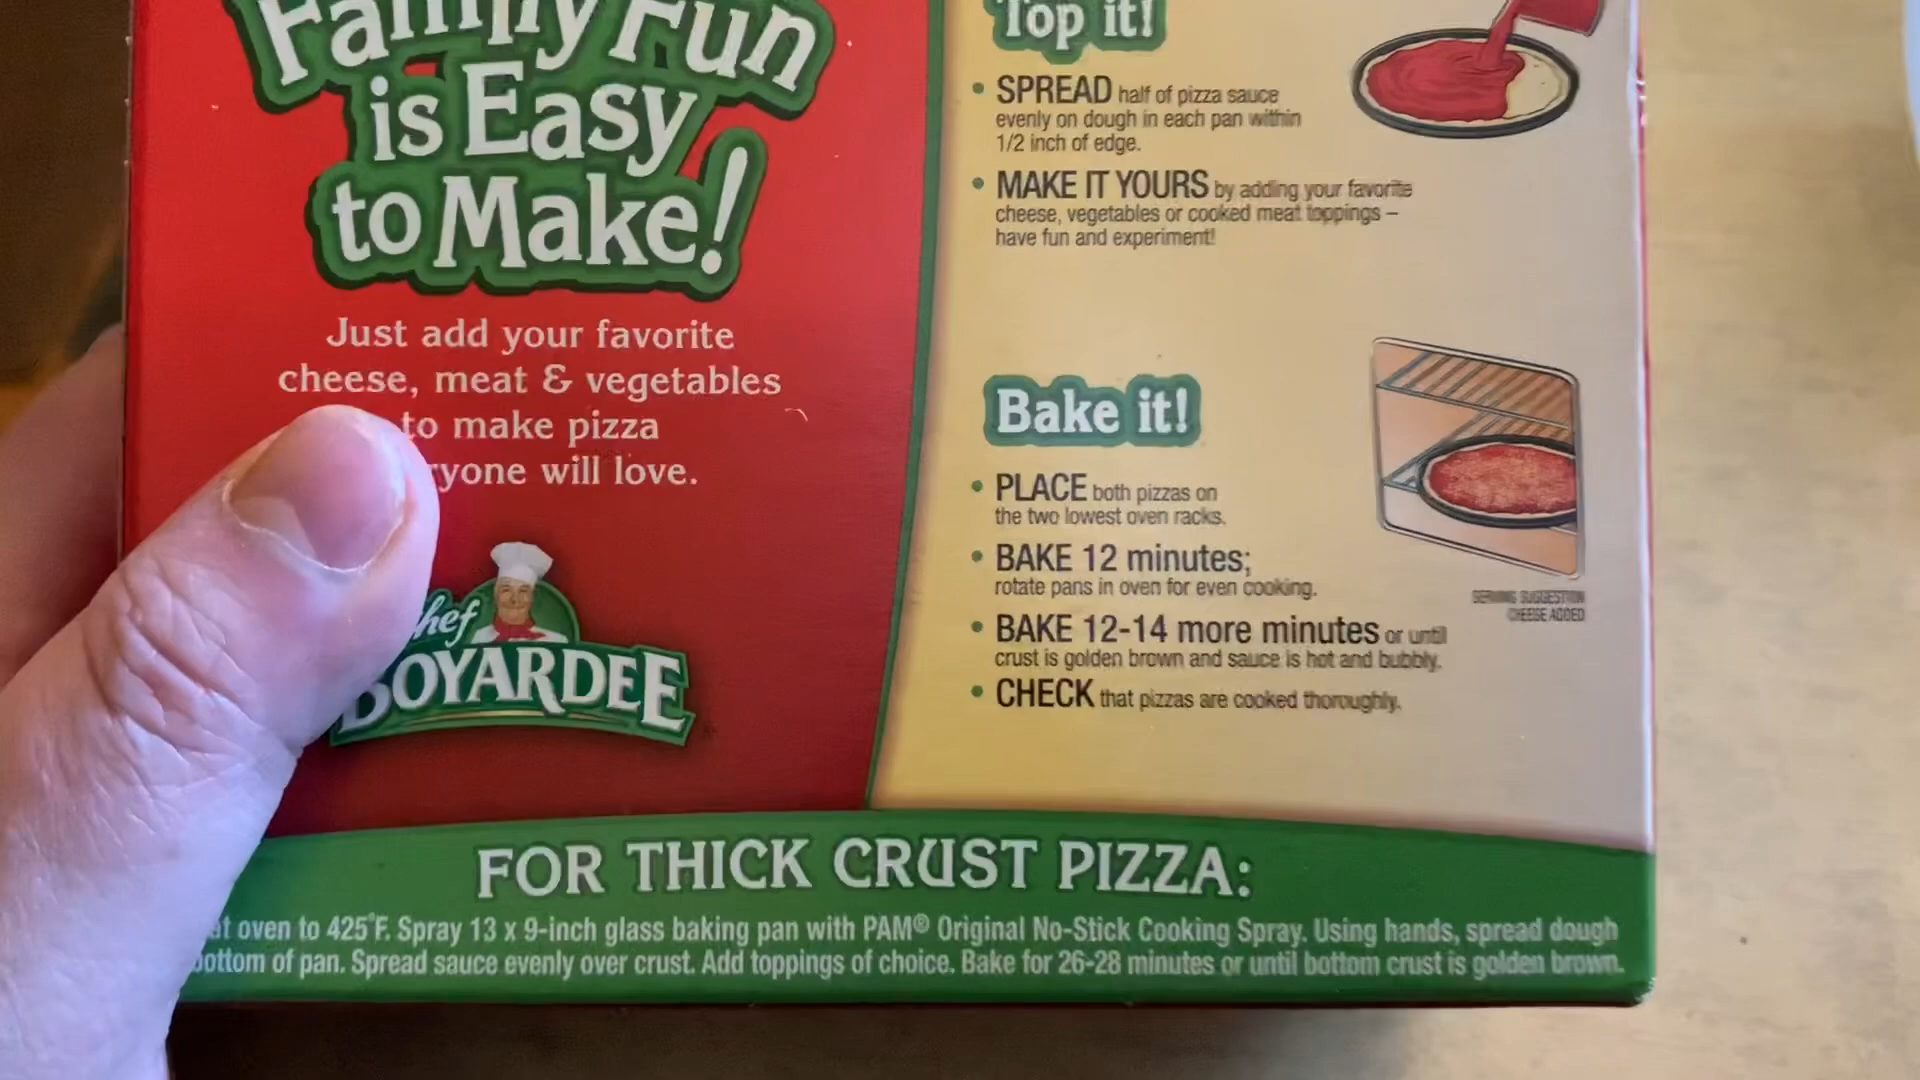 Family Fun
is Easy
to Make!
Just add your favorite
cheese, meat & vegetables
to make pizza
ryone will love.
hef
BOYARDEE
Top it!
• SPREAD half of pizza sauce
evenly on dough in each pan within
1/2 inch of edge.
• MAKE IT YOURS by adding your favorite
cheese, vegetables or cooked meat toppings –
have fun and experiment!
Bake it!
• PLACE both pizzas on
the two lowest oven racks.
• BAKE 12 minutes;
rotate pans in oven for even cooking.
• BAKE 12-14 more minutes or until
crust is golden brown and sauce is hot and bubbly.
• CHECK that pizzas are cooked thoroughly.
SERVING SUGGESTION
CHEESE ADDED
FOR THICK CRUST PIZZA:
at oven to 425°F. Spray 13 x 9-inch glass baking pan with PAM® Original No-Stick Cooking Spray. Using hands, spread dough
bottom of pan. Spread sauce evenly over crust. Add toppings of choice. Bake for 26-28 minutes or until bottom crust is golden brown.